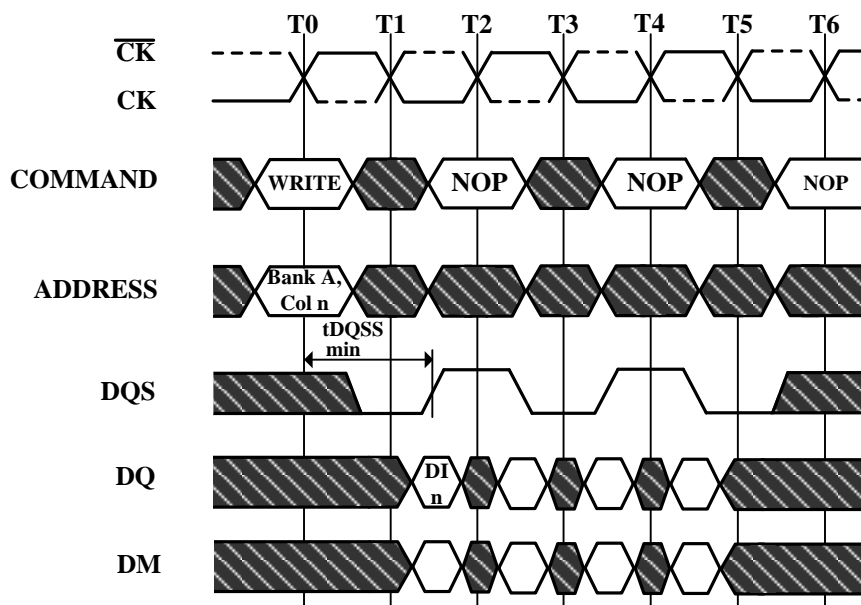 T0 T1 T2 T3 T4 T5 T6
CK
CK
COMMAND WRITE NOP NOP NOP
ADDRESS Bank A,
Col n
tDQSS
min
DQS
DQ DI
n
DM